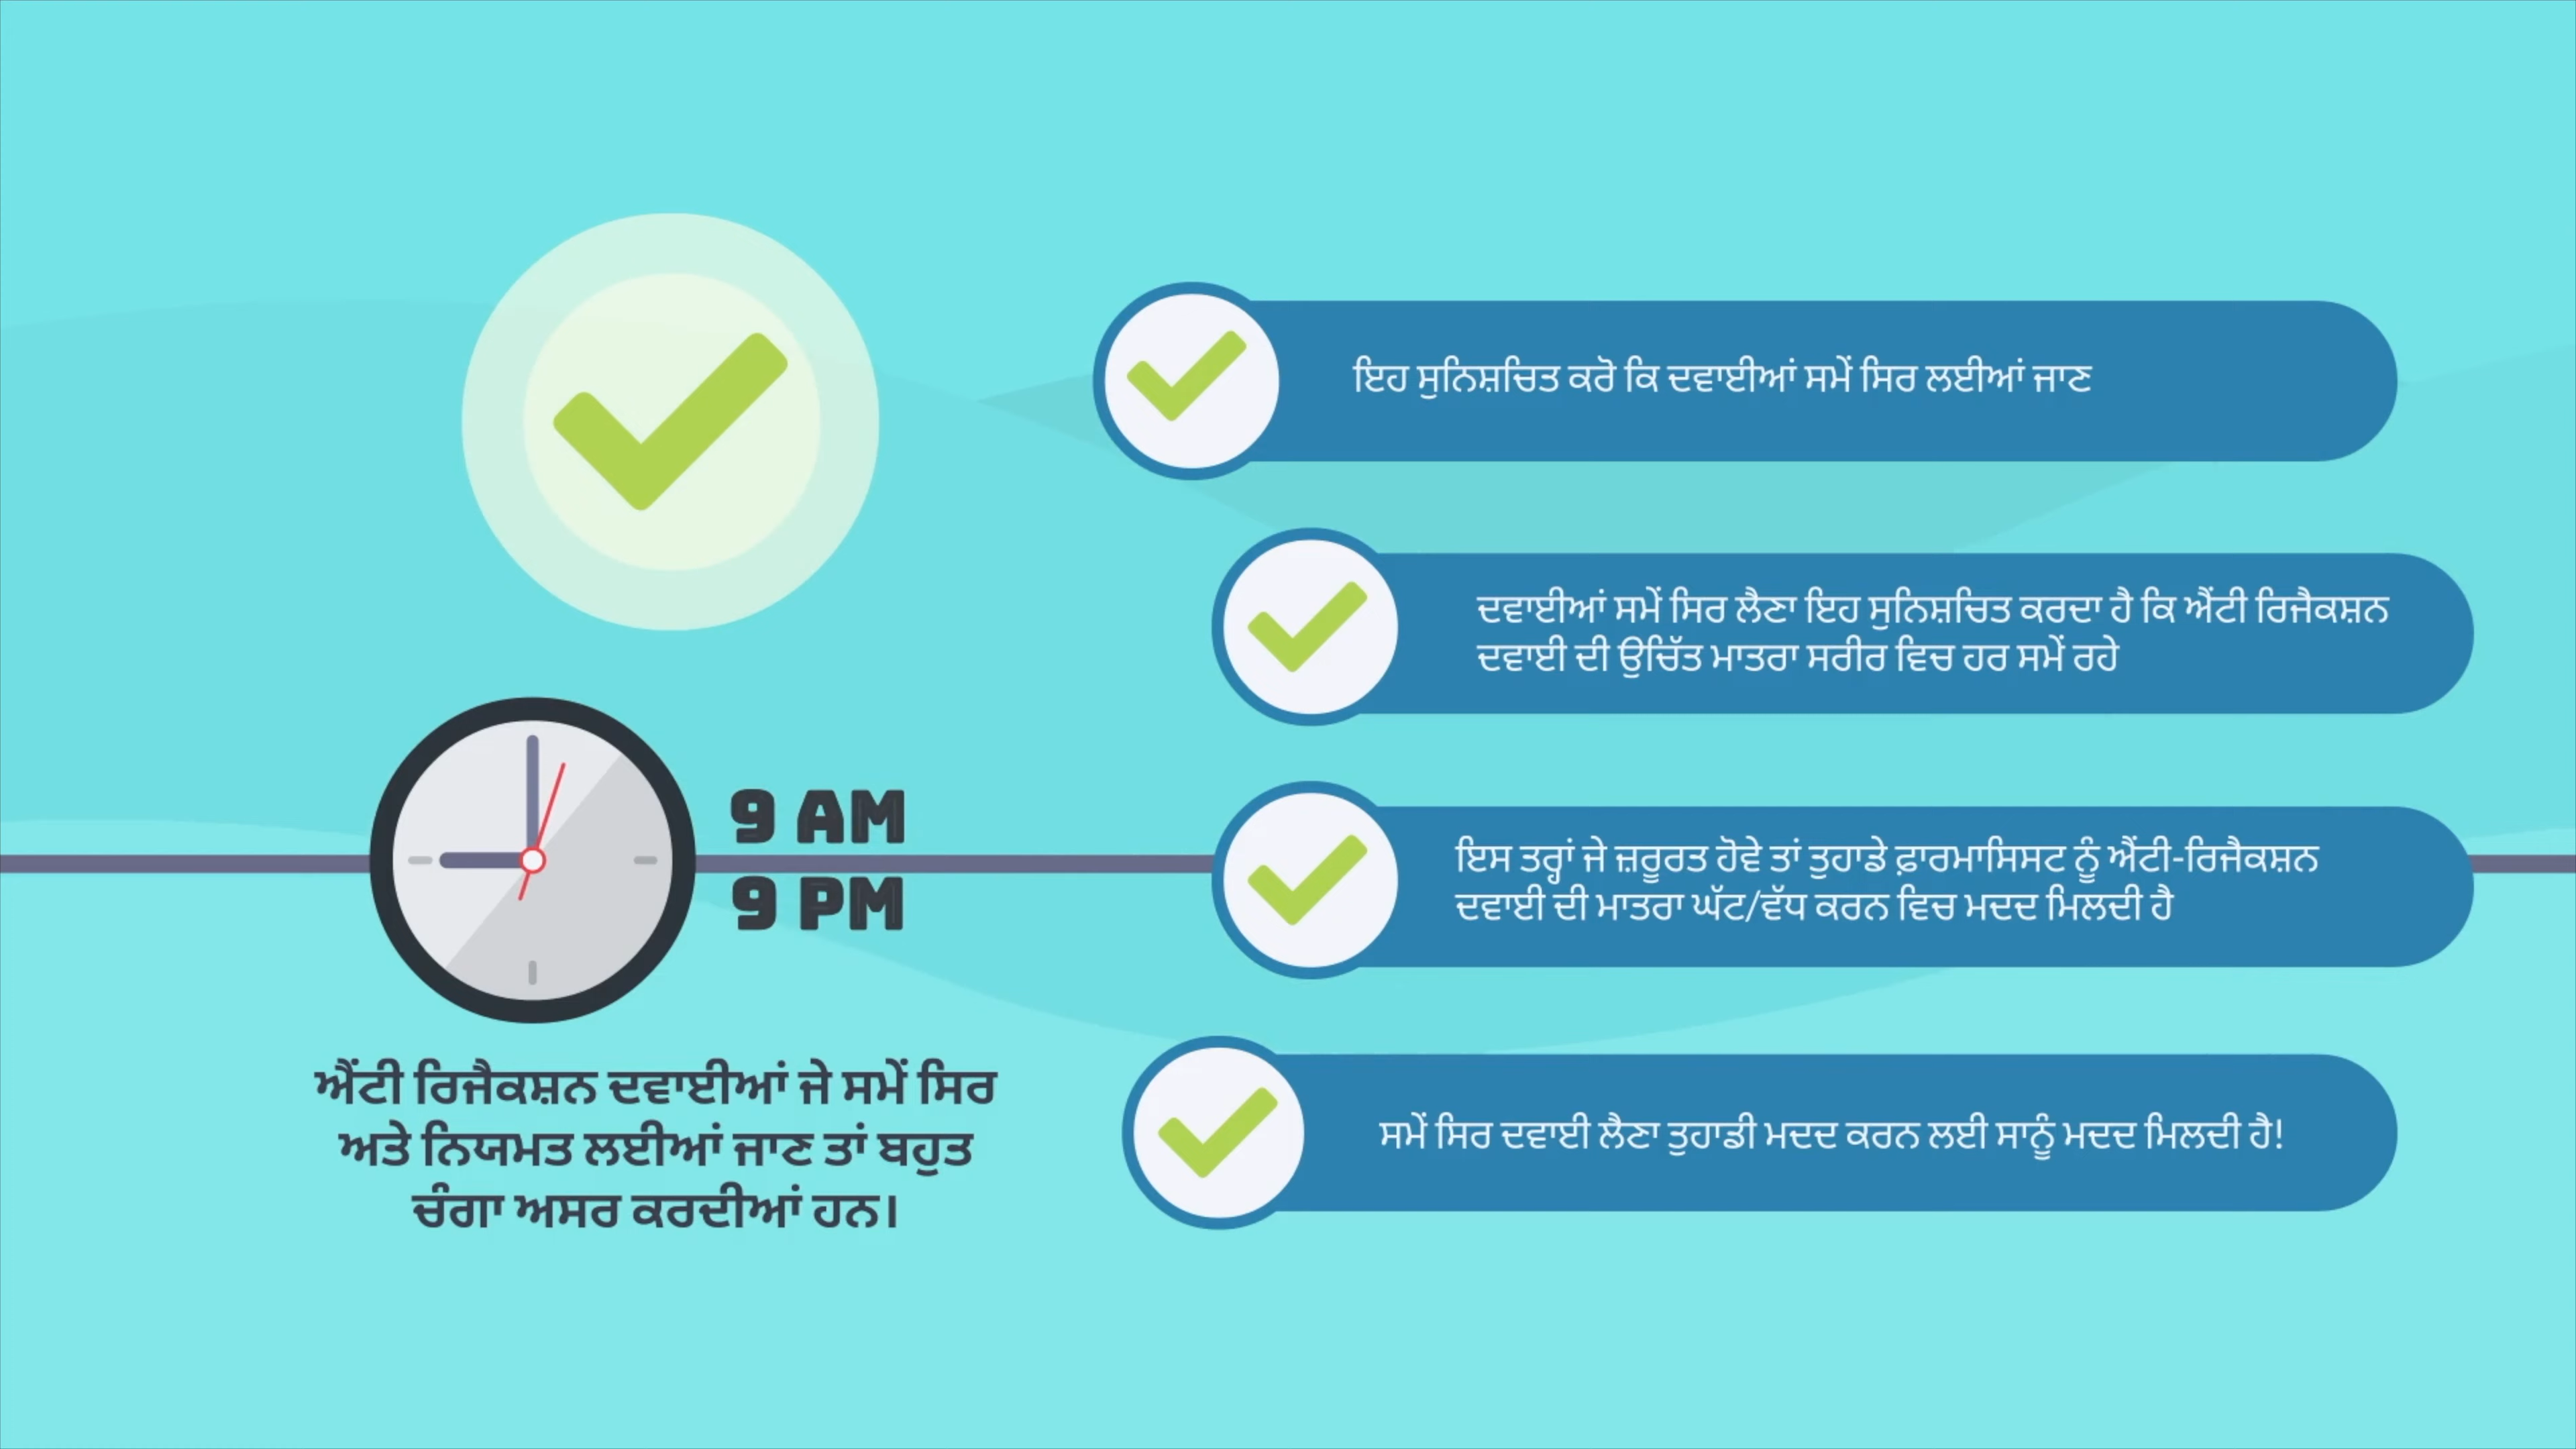 9 AM
9 PM
ਐਂਟੀ ਰਿਜੈਕਸ਼ਨ ਦਵਾਈਆਂ ਜੇ ਸਮੇਂ ਸਿਰ
ਅਤੇ ਨਿਯਮਤ ਲਈਆਂ ਜਾਣ ਤਾਂ ਬਹੁਤ
ਚੰਗਾ ਅਸਰ ਕਰਦੀਆਂ ਹਨ।
ਇਹ ਸੁਨਿਸ਼ਚਿਤ ਕਰੋ ਕਿ ਦਵਾਈਆਂ ਸਮੇਂ ਸਿਰ ਲਈਆਂ ਜਾਣ
ਦਵਾਈਆਂ ਸਮੇਂ ਸਿਰ ਲੈਣਾ ਇਹ ਸੁਨਿਸ਼ਚਿਤ ਕਰਦਾ ਹੈ ਕਿ ਐਂਟੀ ਰਿਜੈਕਸ਼ਨ
ਦਵਾਈ ਦੀ ਉਚਿੱਤ ਮਾਤਰਾ ਸਰੀਰ ਵਿਚ ਹਰ ਸਮੇਂ ਰਹੇ
ਇਸ ਤਰ੍ਹਾਂ ਜੇ ਜ਼ਰੂਰਤ ਹੋਵੇ ਤਾਂ ਤੁਹਾਡੇ ਫ਼ਾਰਮਾਸਿਸਟ ਨੂੰ ਐਂਟੀ-ਰਿਜੈਕਸ਼ਨ
ਦਵਾਈ ਦੀ ਮਾਤਰਾ ਘੱਟ/ਵੱਧ ਕਰਨ ਵਿਚ ਮਦਦ ਮਿਲਦੀ ਹੈ
ਸਮੇਂ ਸਿਰ ਦਵਾਈ ਲੈਣਾ ਤੁਹਾਡੀ ਮਦਦ ਕਰਨ ਲਈ ਸਾਨੂੰ ਮਦਦ ਮਿਲਦੀ ਹੈ!